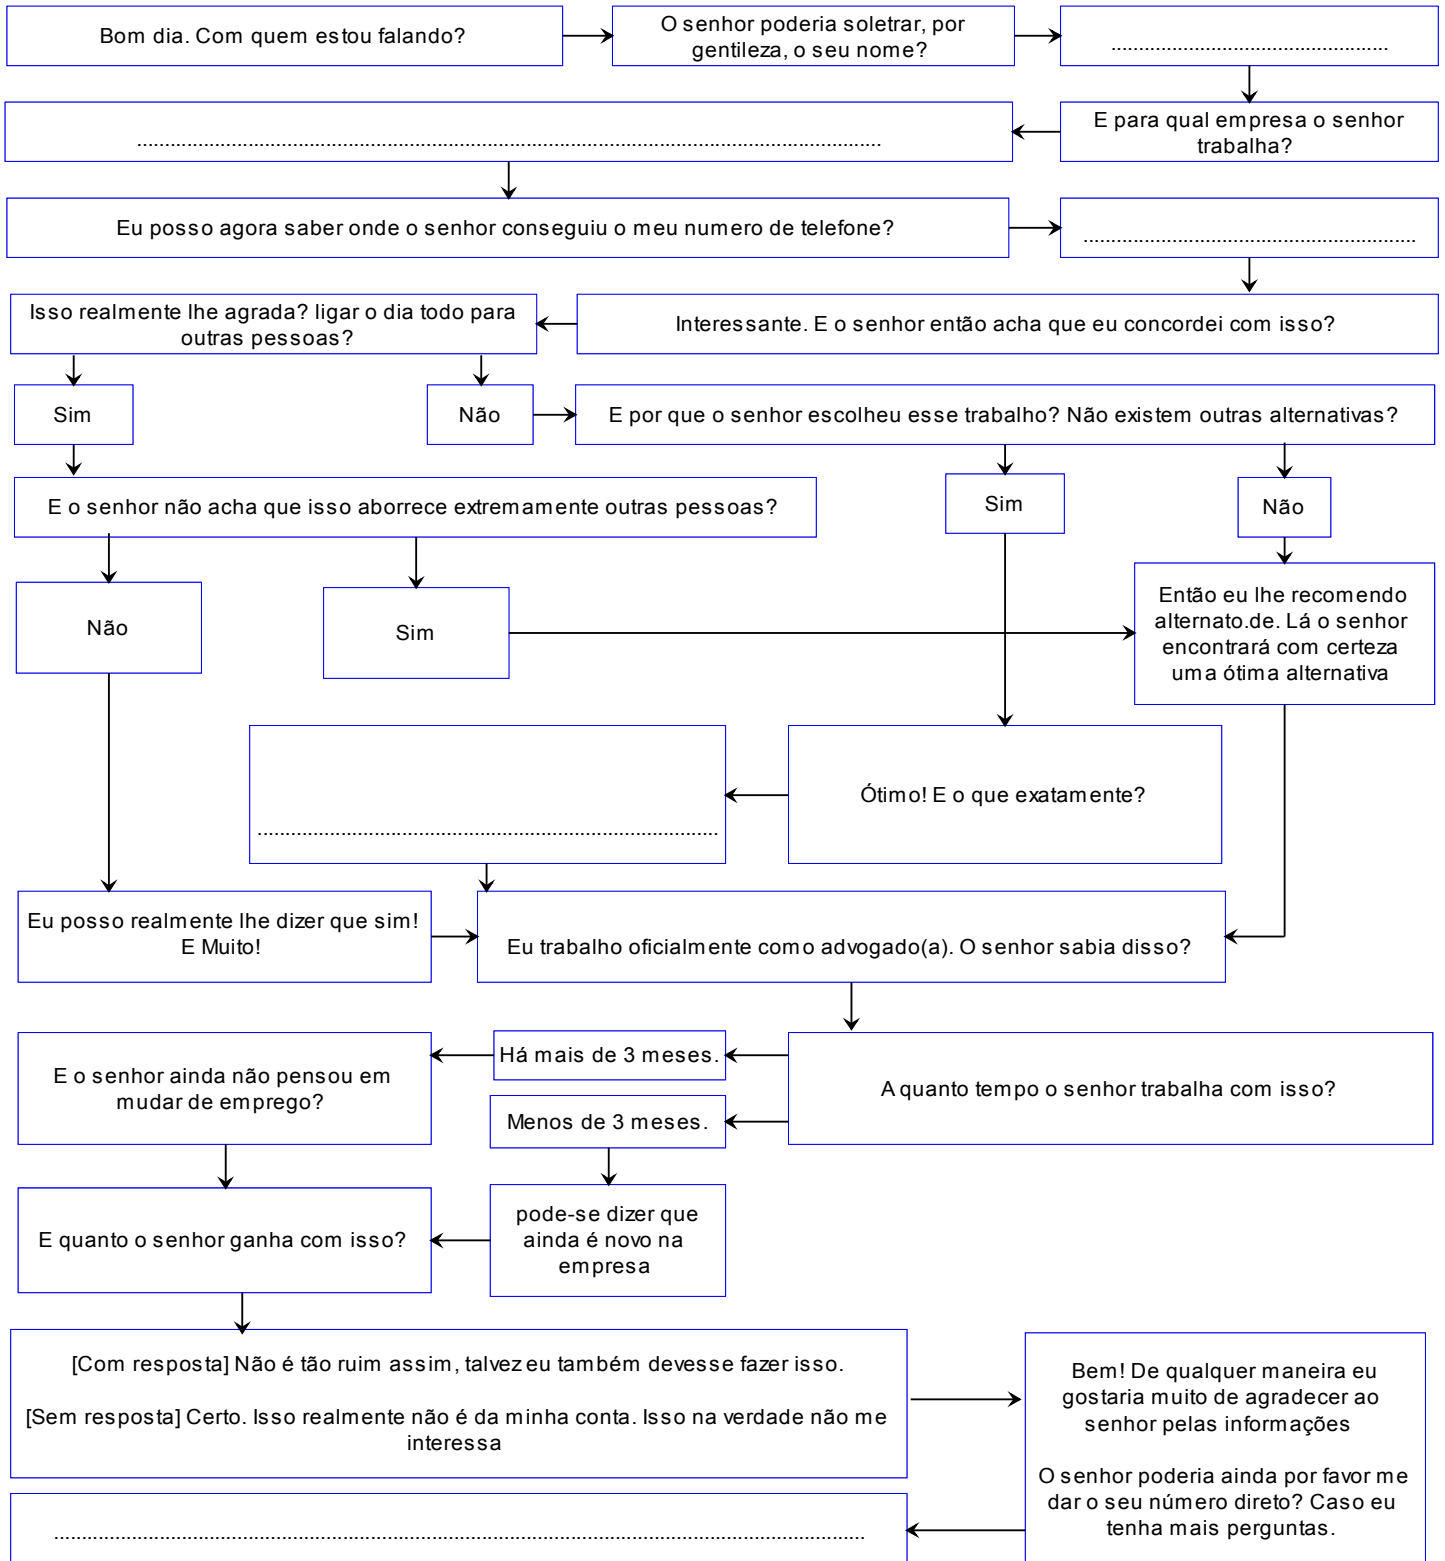 Bom dia. Com quem estou falando?
O senhor poderia soletrar, por
gentileza, o seu nome?
..................................................
E para qual empresa o senhor
trabalha?
.......................................................................................................................................
Eu posso agora saber onde o senhor conseguiu o meu numero de telefone?
............................................................
Interessante. E o senhor então acha que eu concordei com isso?
Isso realmente lhe agrada? ligar o dia todo para
outras pessoas?
Sim
Não
E por que o senhor escolheu esse trabalho? Não existem outras alternativas?
E o senhor não acha que isso aborrece extremamente outras pessoas?
Sim
Não
Não
Sim
Então eu lhe recomendo
alternato.de. Lá o senhor
encontrará com certeza
uma ótima alternativa
Ótimo! E o que exatamente?
...................................................................................
Eu posso realmente lhe dizer que sim!
E Muito!
Eu trabalho oficialmente como advogado(a). O senhor sabia disso?
A quanto tempo o senhor trabalha com isso?
Há mais de 3 meses.
Menos de 3 meses.
E o senhor ainda não pensou em
mudar de emprego?
pode-se dizer que
ainda é novo na
empresa
E quanto o senhor ganha com isso?
[Com resposta] Não é tão ruim assim, talvez eu também devesse fazer isso.
[Sem resposta] Certo. Isso realmente não é da minha conta. Isso na verdade não me
interessa
Bem! De qualquer maneira eu
gostaria muito de agradecer ao
senhor pelas informações
O senhor poderia ainda por favor me
dar o seu número direto? Caso eu
tenha mais perguntas.
...................................................................................................................................................